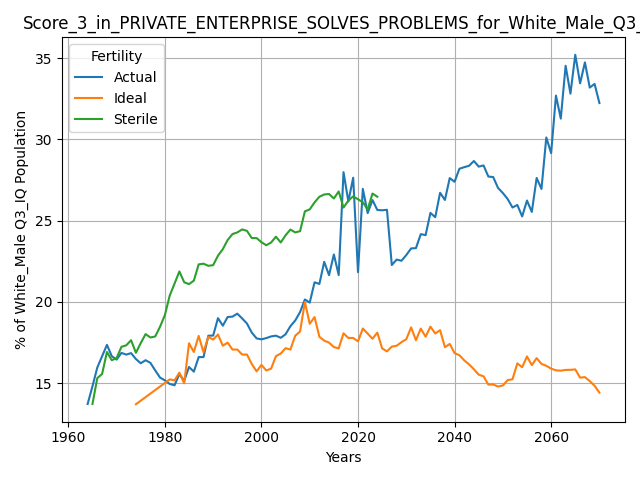 Score_3_in_PRIVATE_ENTERPRISE_SOLVES_PROBLEMS_for_White_Male_Q3_
Fertility
Actual
Ideal
Sterile
% of White_Male Q3_IQ Population
35
30
25
20
15
1960 1980 2000 2020 2040 2060
Years